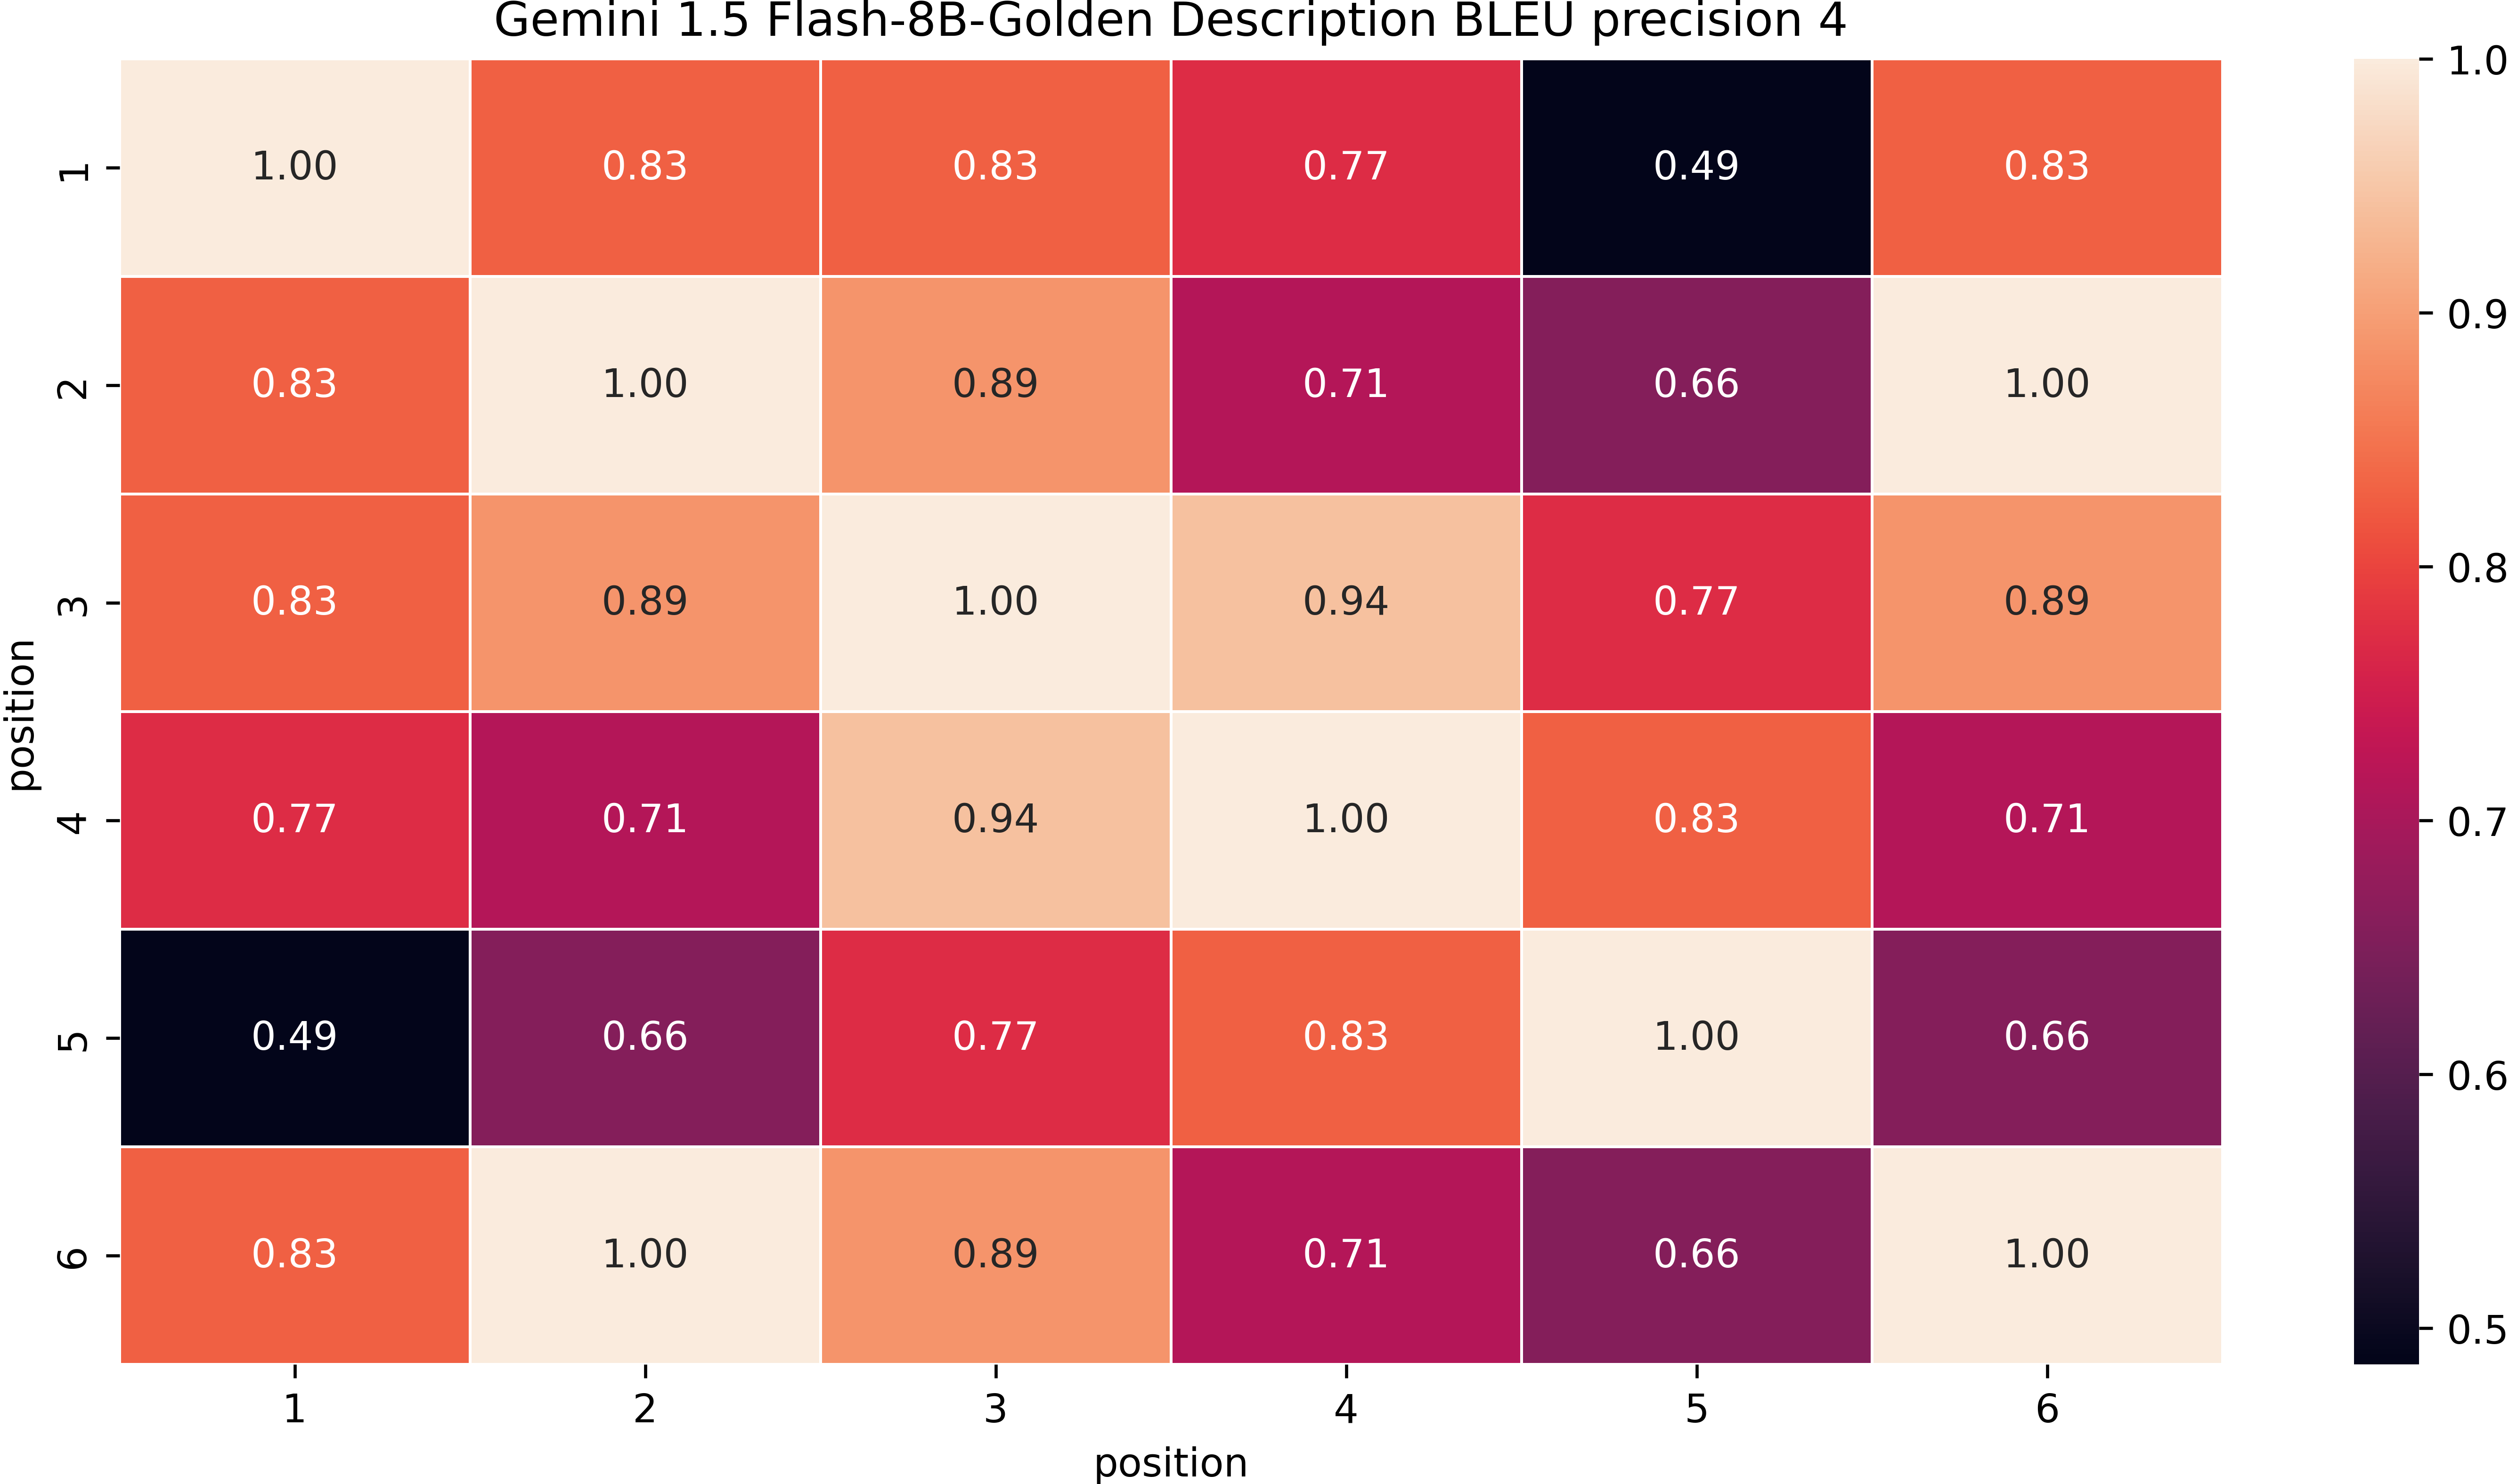 Gemini 1.5 Flash-8B-Golden Description BLEU precision 4
1 1.00 0.83 0.83 0.77 0.49 0.83
2 0.83 1.00 0.89 0.71 0.66 1.00
3 0.83 0.89 1.00 0.94 0.77 0.89
4 0.77 0.71 0.94 1.00 0.83 0.71
5 0.49 0.66 0.77 0.83 1.00 0.66
6 0.83 1.00 0.89 0.71 0.66 1.00
position
1 2 3 4 5 6
position
1.0
0.9
0.8
0.7
0.6
0.5